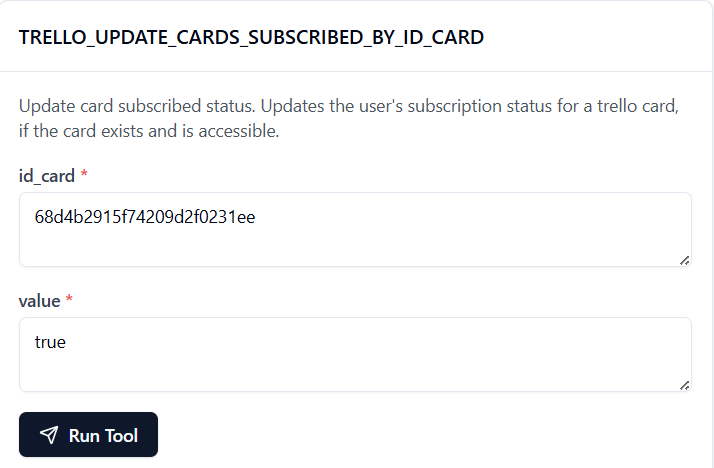 TRELLO_UPDATE_CARDS_SUBSCRIBED_BY_ID_CARD
Update card subscribed status. Updates the user's subscription status for a trello card,
if the card exists and is accessible.
id_card *
68d4b2915f74209d2f0231ee
value *
true
Run Tool